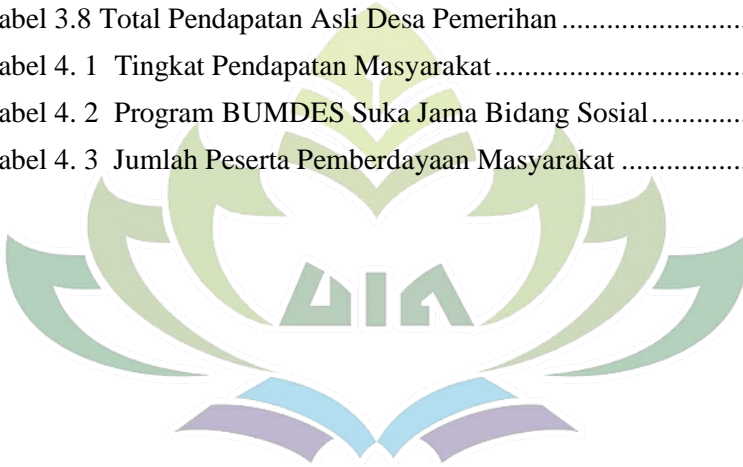 abel 3.8 Total Pendapatan Asli Desa Pemerihan ............................
abel 4. 1  Tingkat Pendapatan Masyarakat ......................................
abel 4. 2  Program BUMDES Suka Jama Bidang Sosial ...............
abel 4. 3  Jumlah Peserta Pemberdayaan Masyarakat ....................
UIN